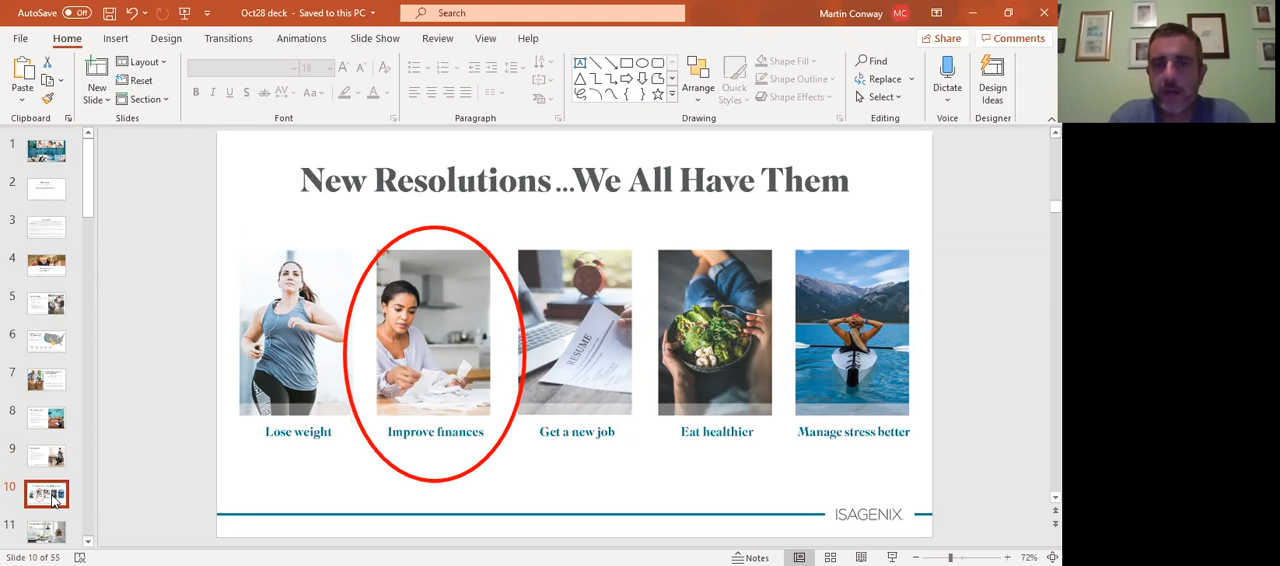 AutoSave Off Oct28 deck - Saved to this PC Search Martin Conway MC
File Home Insert Design Transitions Slide Show Animations Review View Help Share Comments
Paste New Slide Layout Reset Section 18 B I U S ab AV Aa A Arrange Quick Styles Shape Fill Shape Outline Shape Effects Find Replace Select Dictate Design Ideas
Clipboard Slides Font Paragraph Drawing Editing Voice Designer
New Resolutions...We All Have Them
RESUME
Lose weight Improve finances Get a new job Eat healthier Manage stress better
ISAGENIX
1
2
3
4
5
6
7
8
9
10
11
Slide 10 of 55 Notes 72%